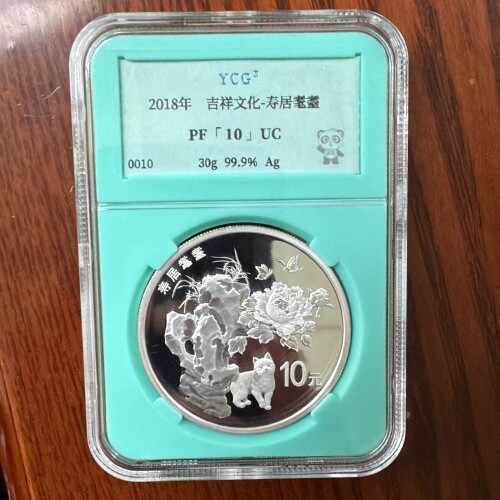 YCG®
2018年 吉祥文化-寿居耄耋
PF「10」UC
0010 30g 99.9% Ag
寿居耄耋
10元